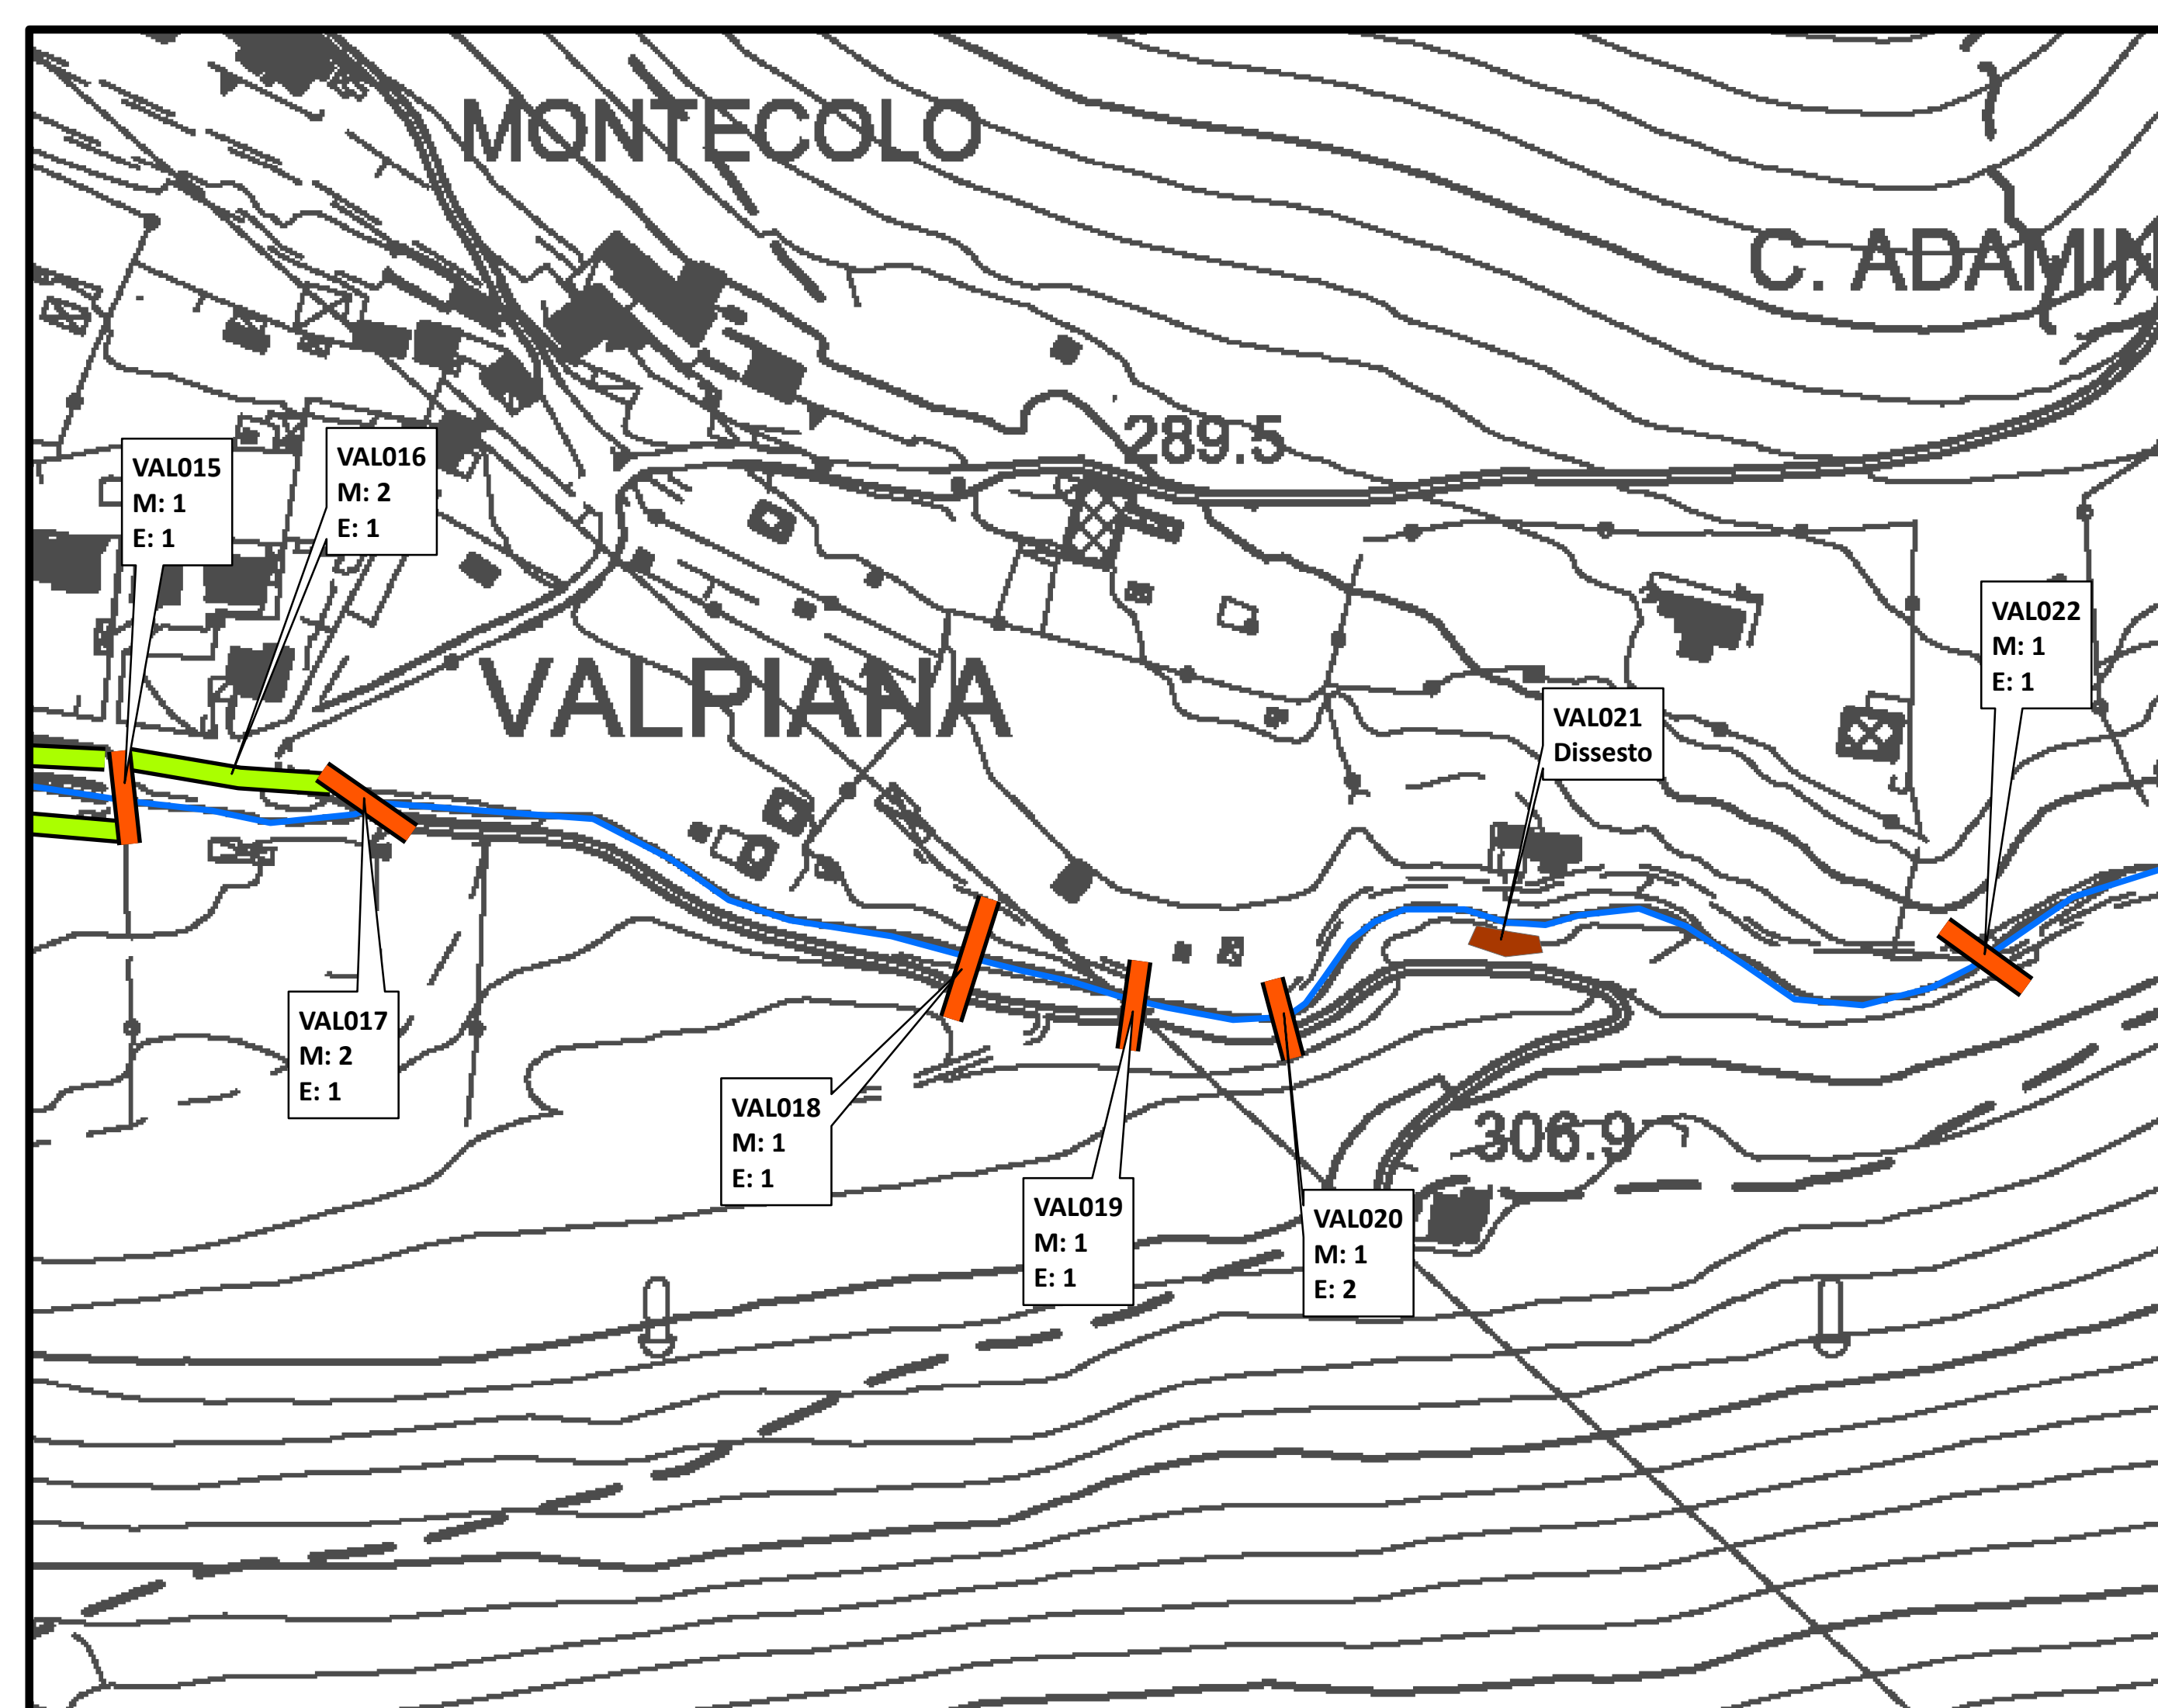 MONTECOLO
C. ADAMIN
289.5
VAL015
M: 1
E: 1
VAL016
M: 2
E: 1
VAL022
M: 1
E: 1
VALPIANA
VAL021
Dissesto
VAL017
M: 2
E: 1
VAL018
M: 1
E: 1
306.9
VAL019
M: 1
E: 1
VAL020
M: 1
E: 2